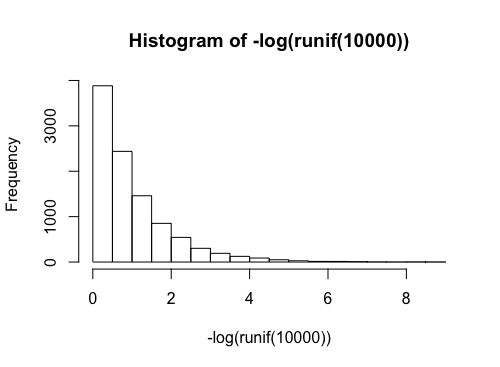 Histogram of -log(runif(10000))
Frequency
3000
1000
0
0 2 4 6 8
-log(runif(10000))